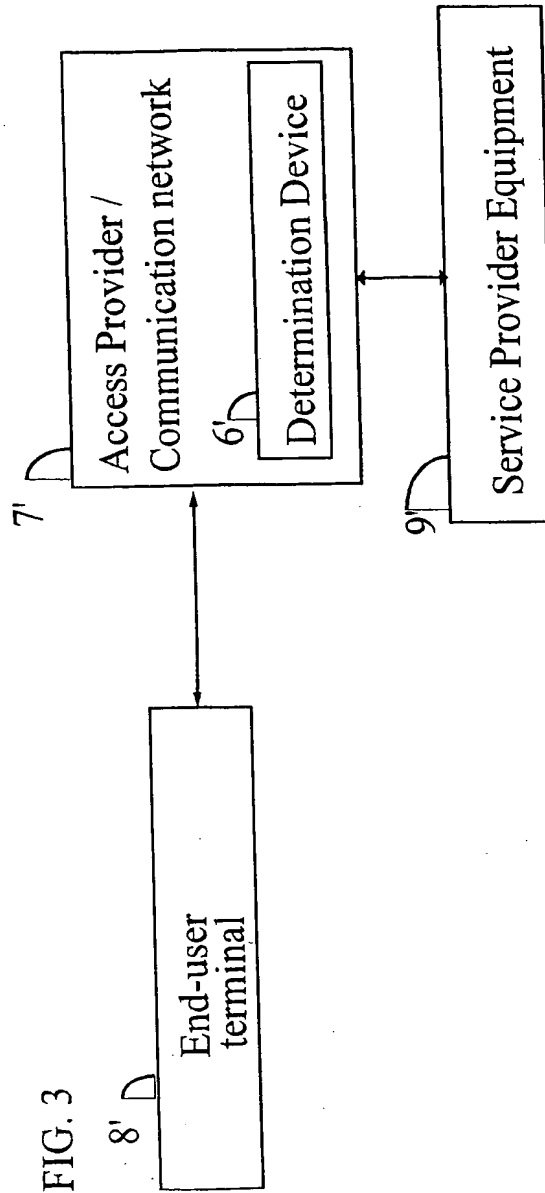 FIG. 3
8'
End-user
terminal
7'
Access Provider /
Communication network
6'
Determination Device
9'
Service Provider Equipment